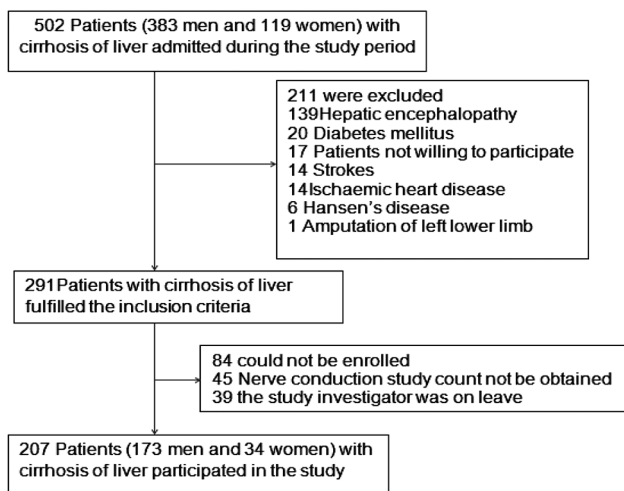 502 Patients (383 men and 119 women) with
cirrhosis of liver admitted during the study period
211 were excluded
139Hepatic encephalopathy
20 Diabetes mellitus
17 Patients not willing to participate
14 Strokes
14Ischaemic heart disease
6 Hansen's disease
1 Amputation of left lower limb
291Patients with cirrhosis of liver
fulfilled the inclusion criteria
84 could not be enrolled
45 Nerve conduction study count not be obtained
39 the study investigator was on leave
207 Patients (173 men and 34 women) with
cirrhosis of liver participated in the study